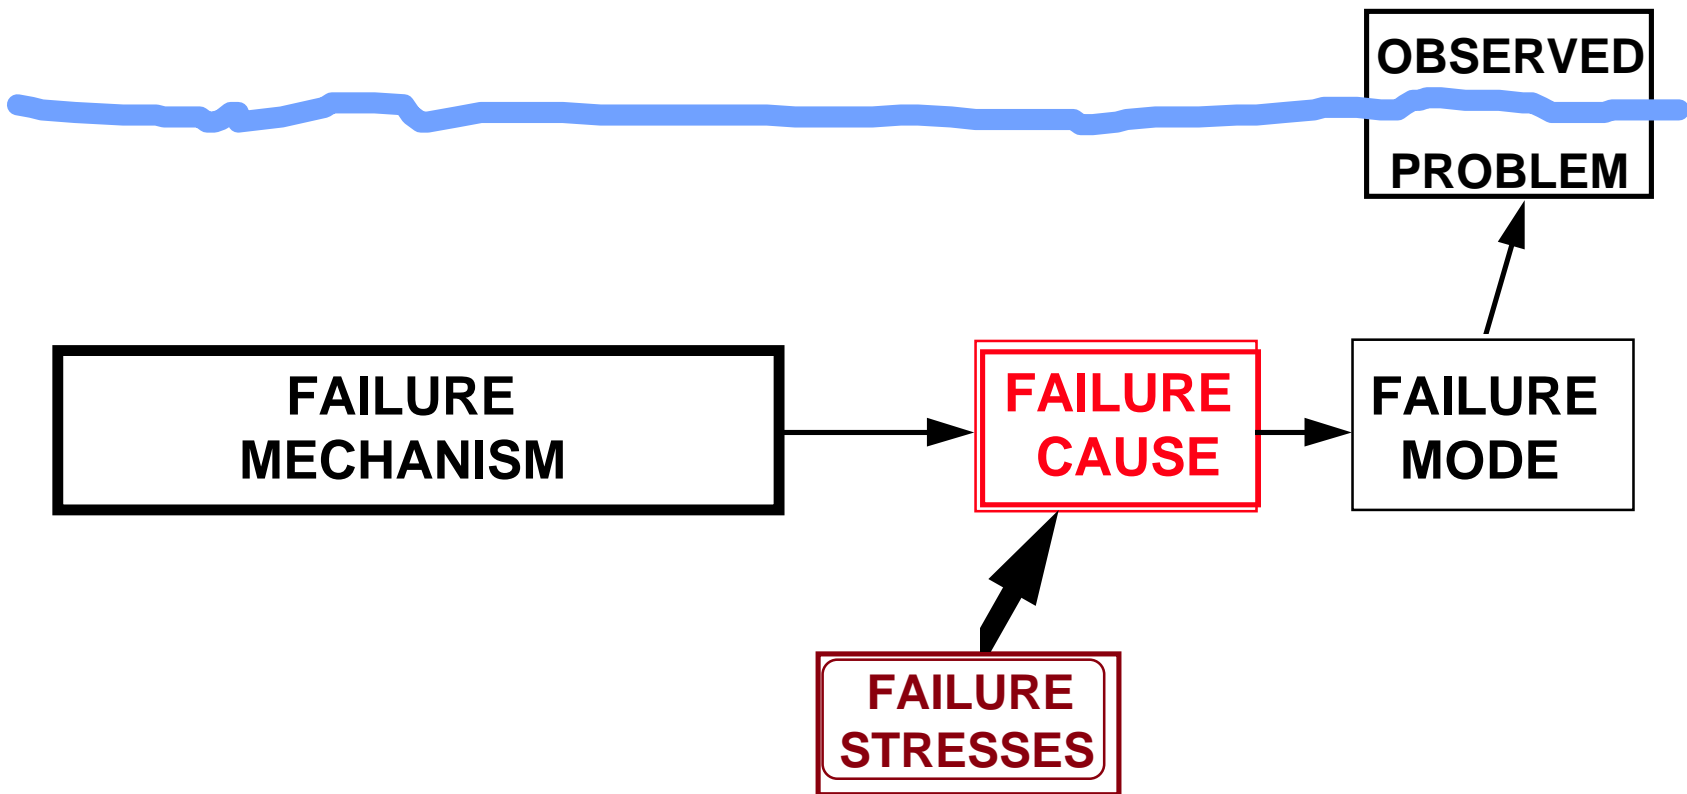 OBSERVED
PROBLEM
FAILURE
MECHANISM
FAILURE
CAUSE
FAILURE
MODE
FAILURE
STRESSES